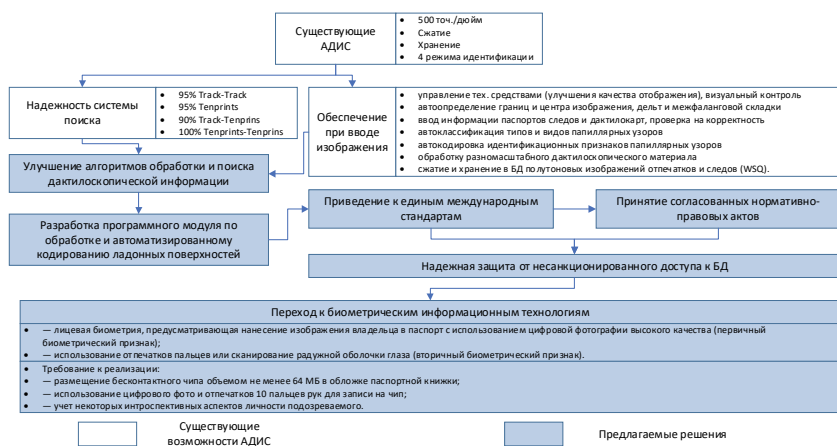 Существующие
АДИС
• 500 точ./дюйм
• Сжатие
• Хранение
• 4 режима идентификации
Надежность системы
поиска
• 95% Track-Track
• 95% Tenprints
• 90% Track-Tenprins
• 100% Tenprints-Tenprins
Обеспечение
при вводе
изображения
• управление тех. средствами (улучшения качества отображения), визуальный контроль
• автоопределение границ и центра изображения, дельт и межфаланговой складки
• ввод информации паспортов следов и дактилокарт, проверка на корректность
• автоклассификация типов и видов папиллярных узоров
• автокодировка идентификационных признаков папиллярных узоров
• обработку разномасштабного дактилоскопического материала
• сжатие и хранение в БД полутоновых изображений отпечатков и следов (WSQ).
Улучшение алгоритмов обработки и поиска
дактилоскопической информации
Разработка программного модуля по
обработке и автоматизированному
кодированию ладонных поверхностей
Приведение к единым международным
стандартам
Принятие согласованных нормативно-
правовых актов
Надежная защита от несанкционированного доступа к БД
Переход к биометрическим информационным технологиям
• — лицевая биометрия, предусматривающая нанесение изображения владельца в паспорт с использованием цифровой фотографии высокого качества (первичный
биометрический признак);
• — использование отпечатков пальцев или сканирование радужной оболочки глаза (вторичный биометрический признак).
• Требование к реализации:
• — размещение бесконтактного чипа объемом не менее 64 МБ в обложке паспортной книжки;
• — использование цифрового фото и отпечатков 10 пальцев рук для записи на чип;
• — учет некоторых интроспективных аспектов личности подозреваемого.
Существующие
возможности АДИС
Предлагаемые решения